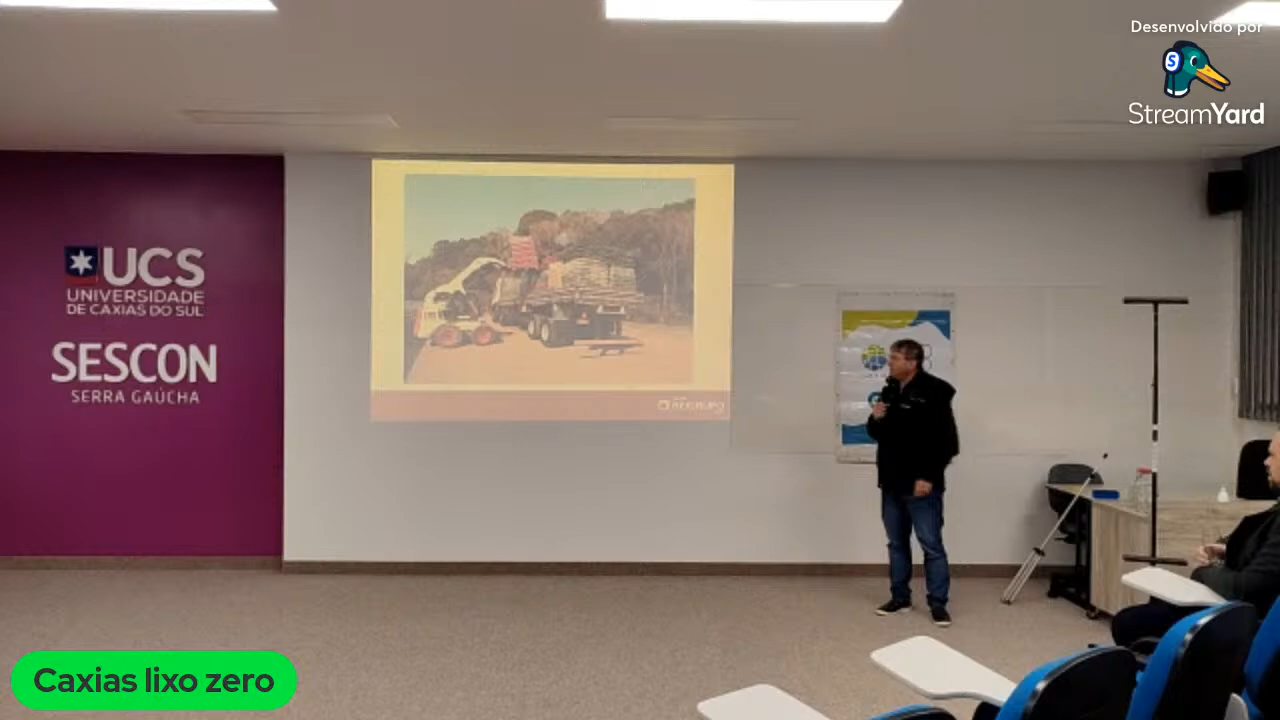 Desenvolvido por
S
StreamYard
UCS
UNIVERSIDADE
DE CAXIAS DO SUL
SESCON
SERRA GAÚCHA
Caxias lixo zero